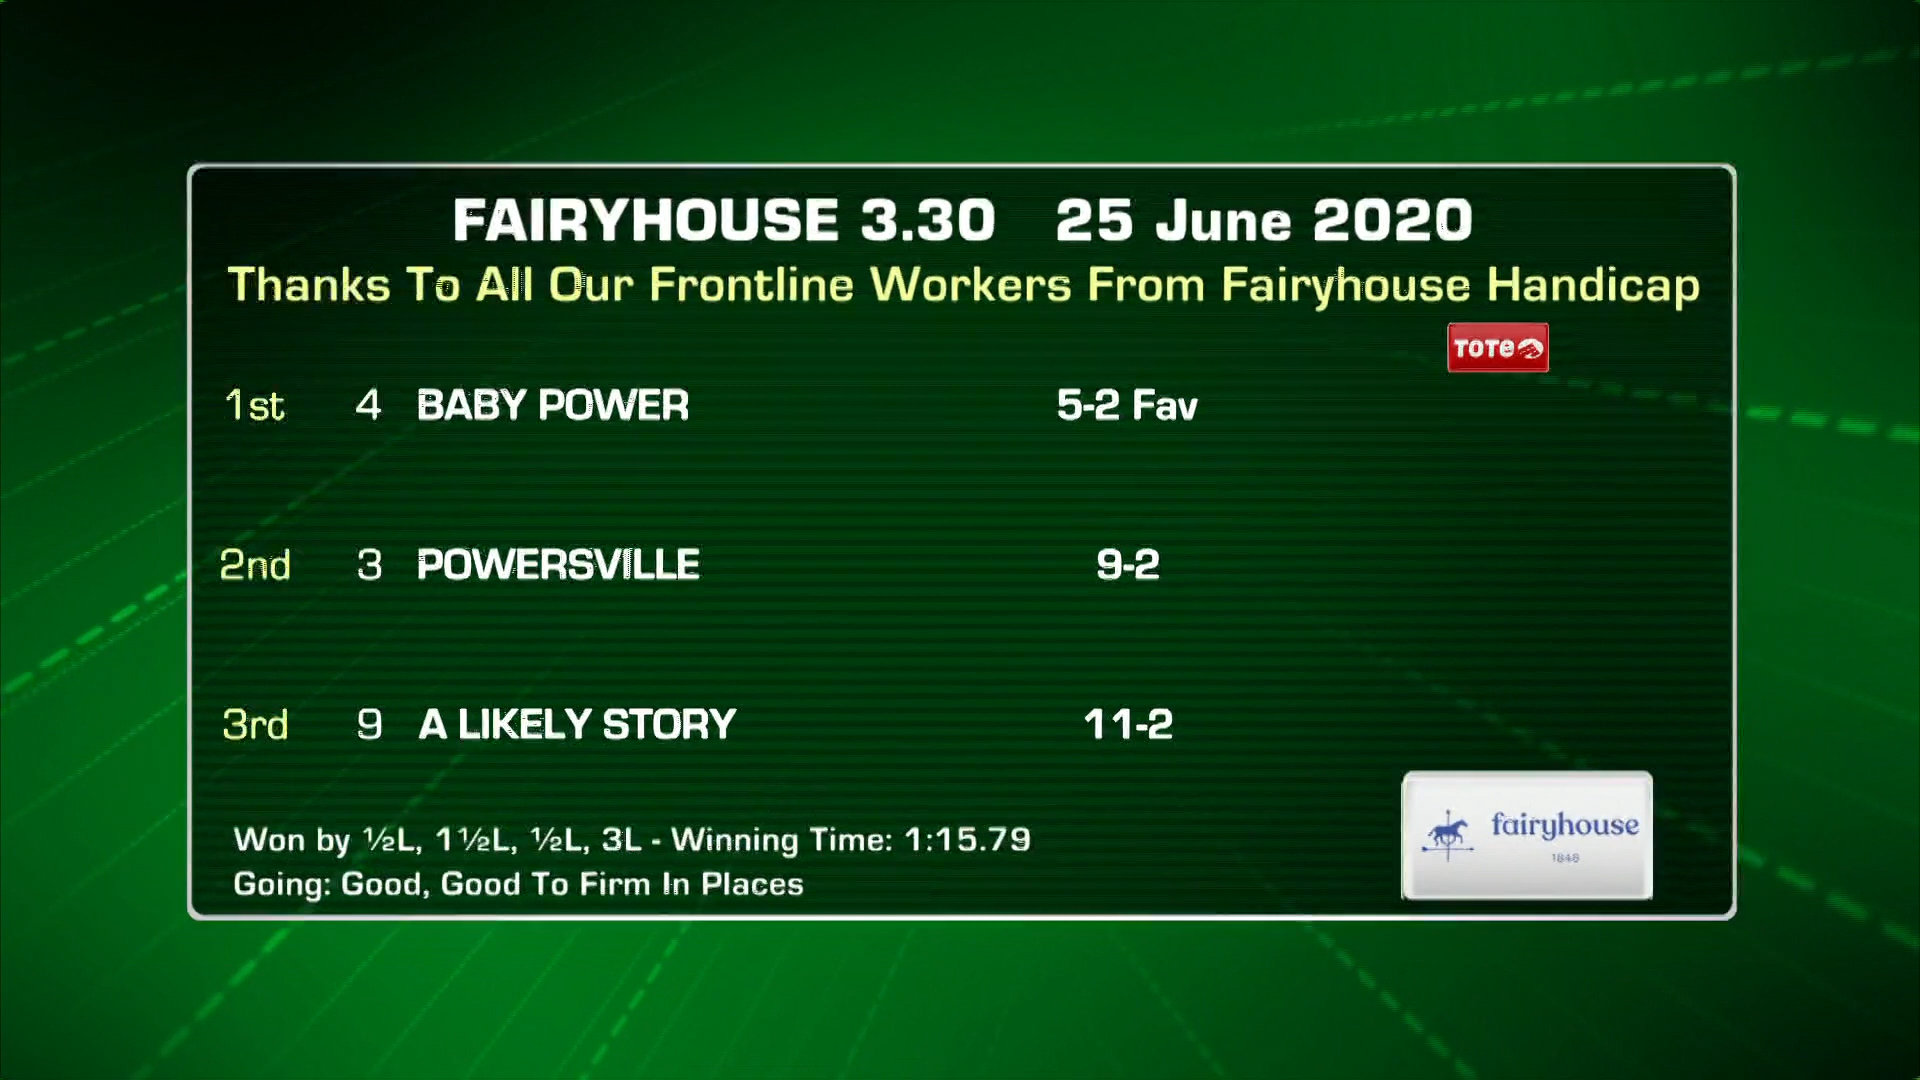 FAIRYHOUSE 3.30 25 June 2020
Thanks To All Our Frontline Workers From Fairyhouse Handicap
TOTE
1st 4 BABY POWER 5-2 Fav
2nd 3 POWERSVILLE 9-2
3rd 9 A LIKELY STORY 11-2
Won by ½L, 1½L, ½L, 3L - Winning Time: 1:15.79
Going: Good, Good To Firm In Places
fairyhouse
1848